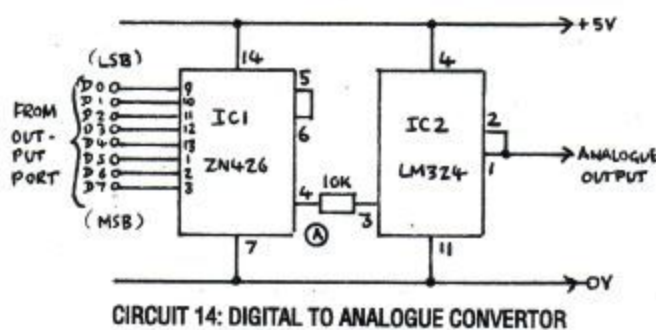 +5V
(LSB)
14
4
D0 9
D1 10
D2 11
D3 12
D4 13
D5 1
D6 2
D7 3
FROM
OUT-
PUT
PORT
IC1
ZN426
5
6
IC2
LM324
2
1
ANALOGUE
OUTPUT
4
10K
3
A
(MSB)
7
11
0V
CIRCUIT 14: DIGITAL TO ANALOGUE CONVERTOR